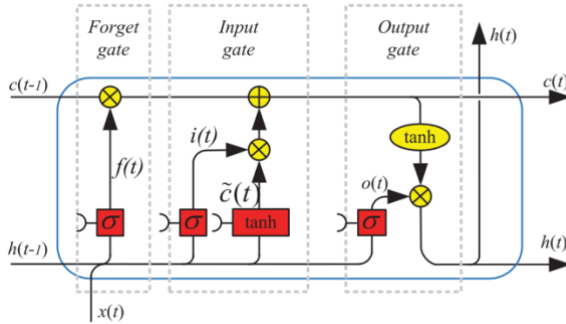 Forget
gate
Input
gate
Output
gate
h(t)
c(t-1)
c(t)
tanh
i(t)
f(t)
c̃(t)
o(t)
σ
σ
tanh
σ
h(t-1)
h(t)
x(t)